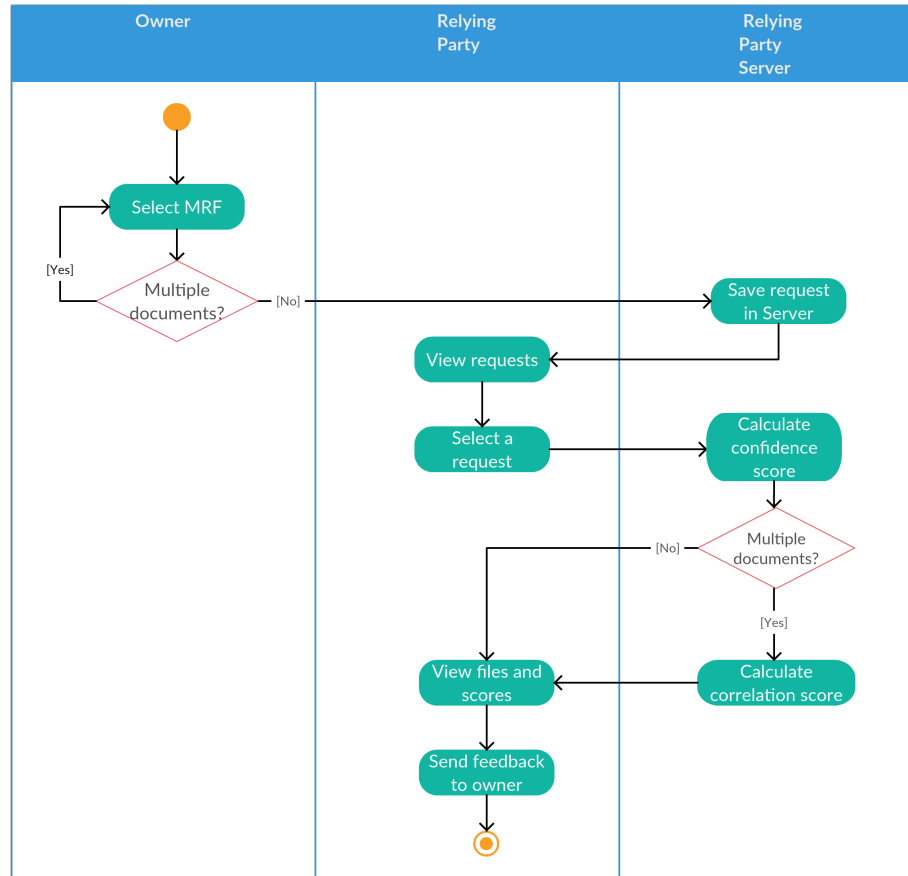 Owner
Relying
Party
Relying
Party
Server
Select MRF
[Yes]
Multiple
documents?
[No]
Save request
in Server
View requests
Select a
request
Calculate
confidence
score
Multiple
documents?
[No]
[Yes]
View files and
scores
Calculate
correlation score
Send feedback
to owner